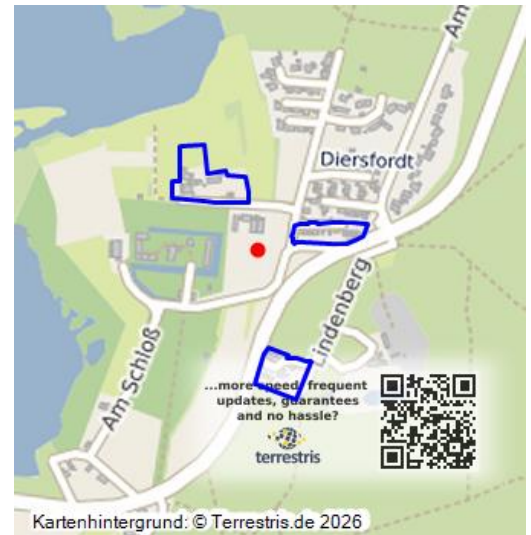 Am
Diersfordt
Lindenberg
Am Schloß
...more speed, frequent
updates, guarantees
and no hassle?
terrestris
Kartenhintergrund: © Terrestris.de 2026